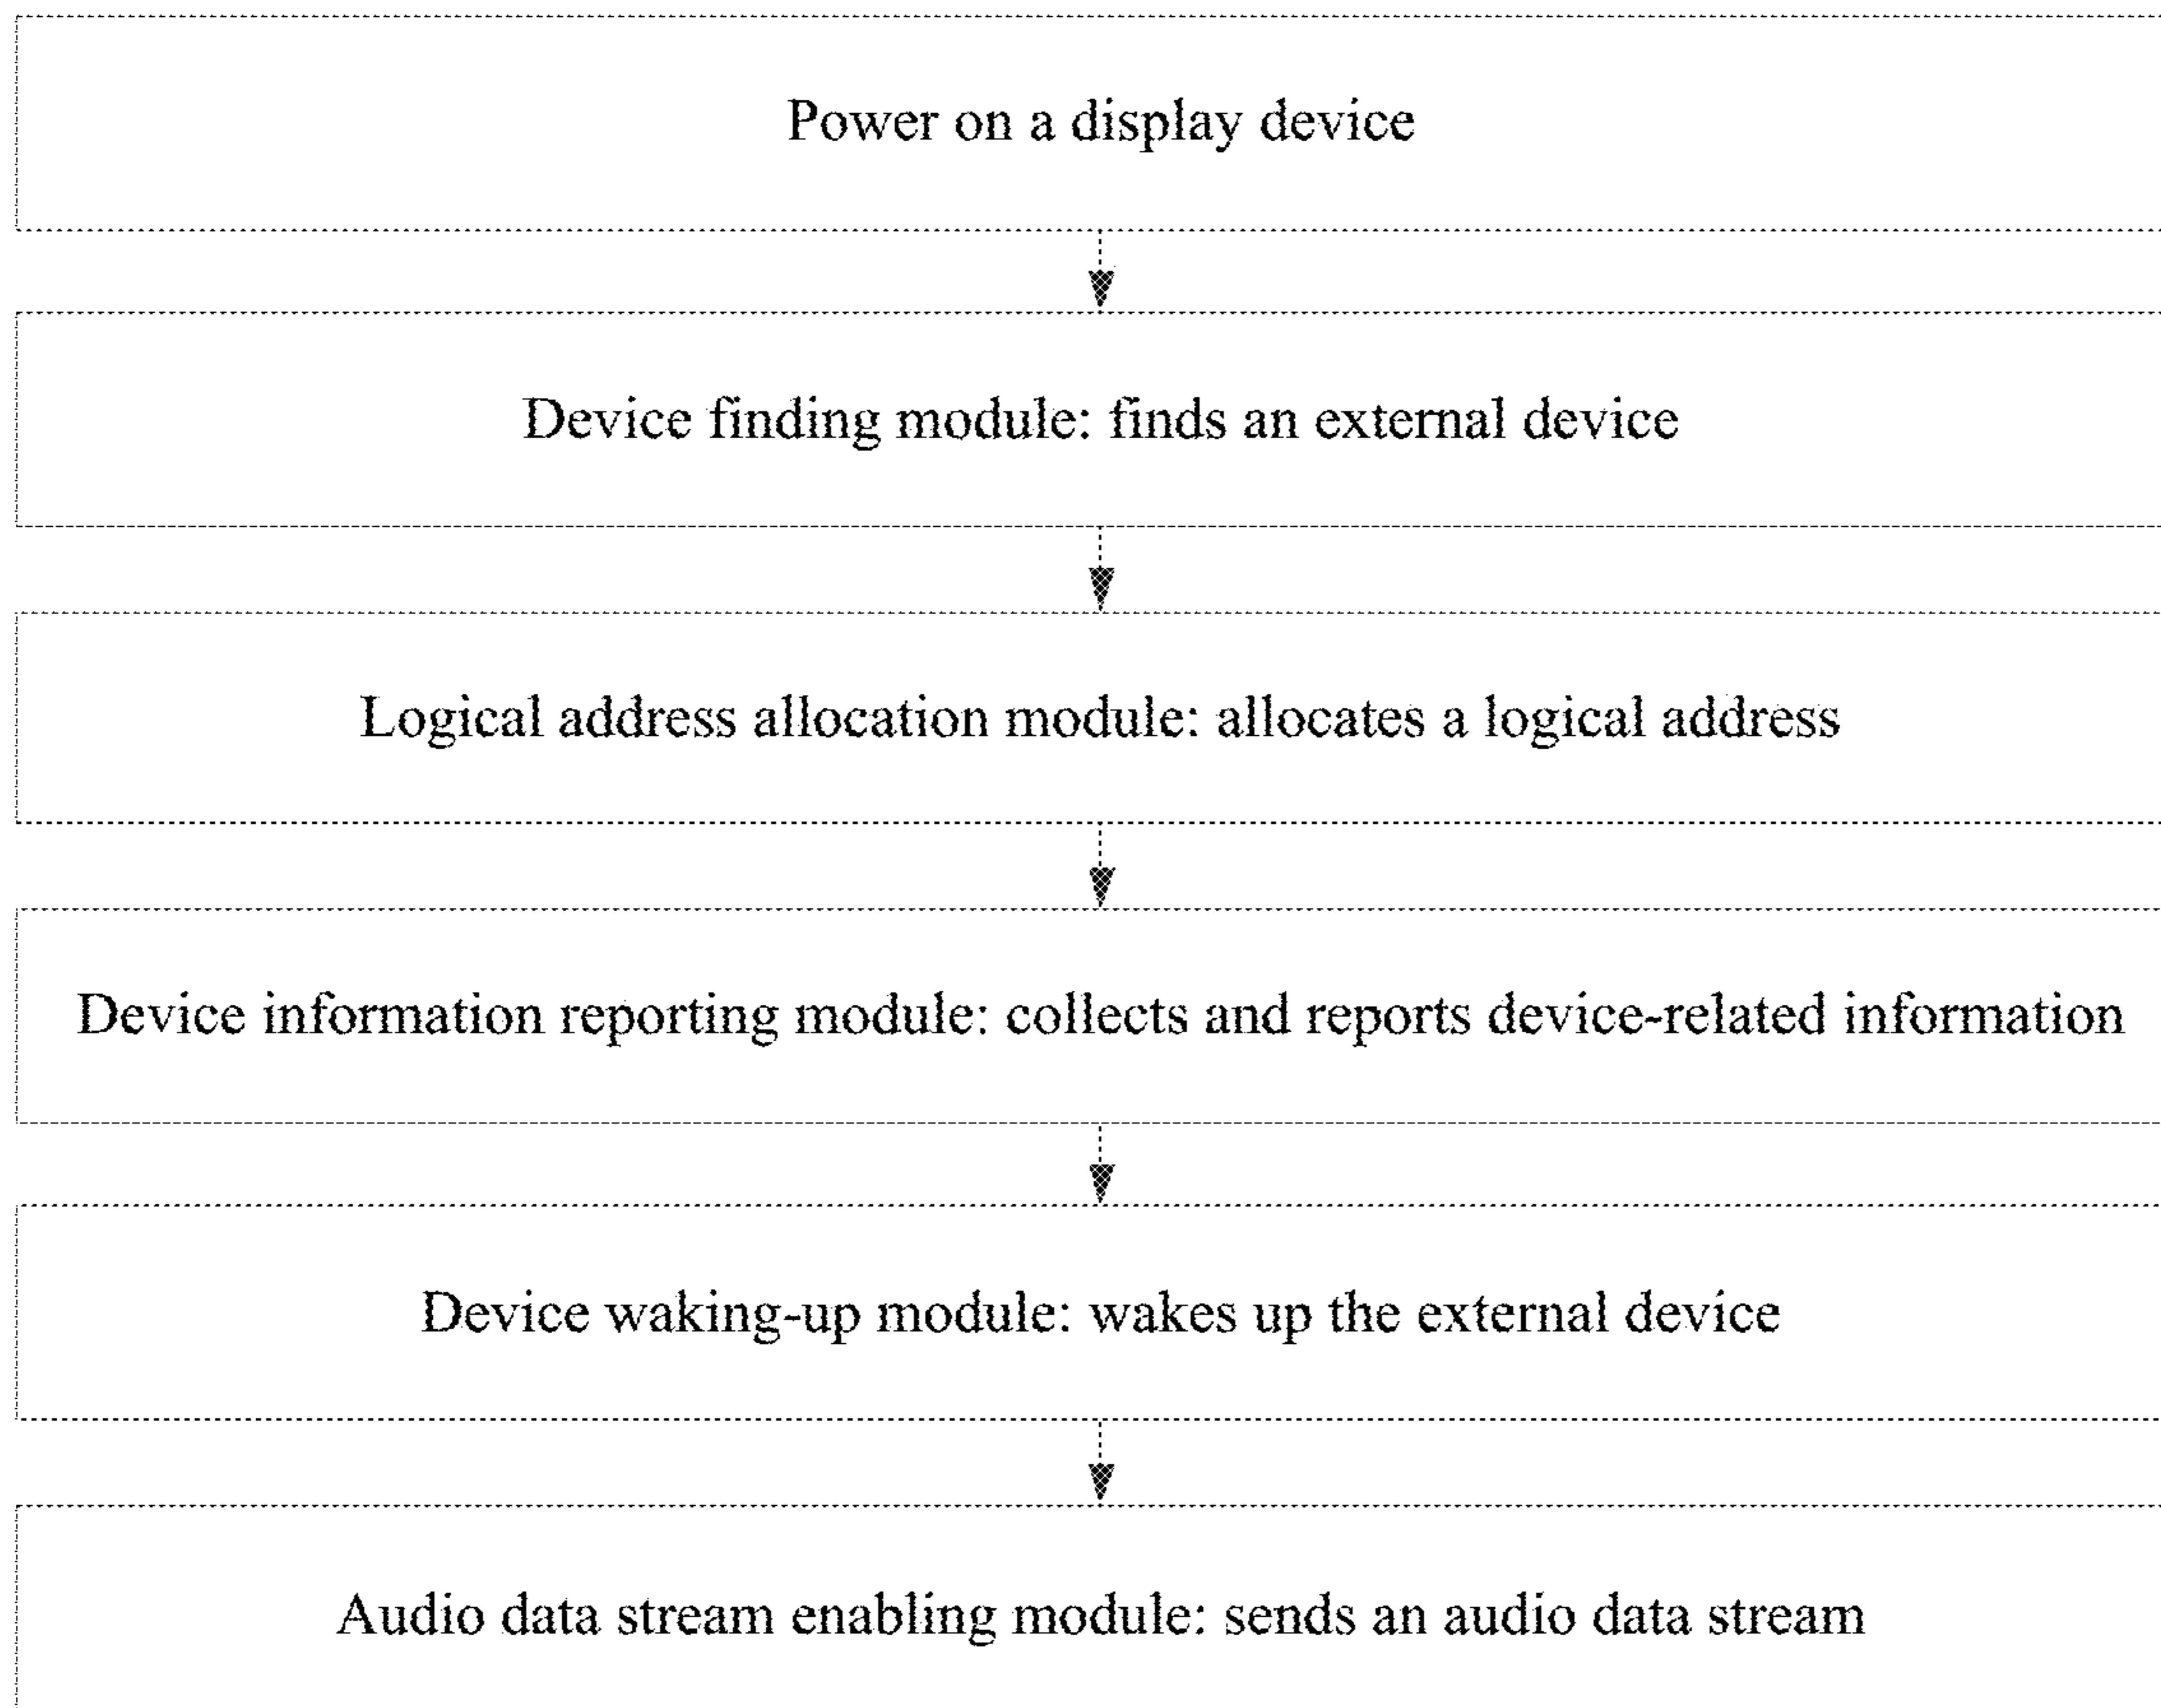 Power on a display device
Device finding module: finds an external device
Logical address allocation module: allocates a logical address
Device information reporting module: collects and reports device-related information
Device waking-up module: wakes up the external device
Audio data stream enabling module: sends an audio data stream